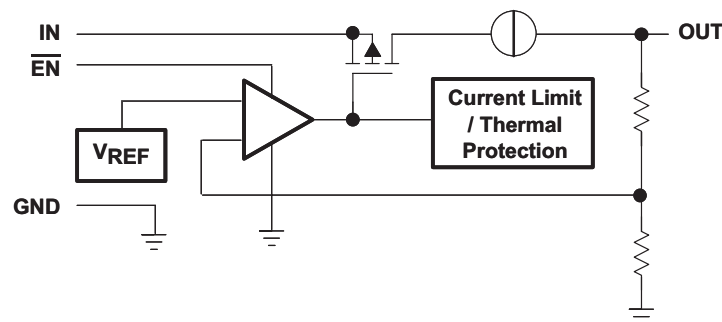 IN
OUT
EN
Current Limit
/ Thermal
Protection
VREF
GND